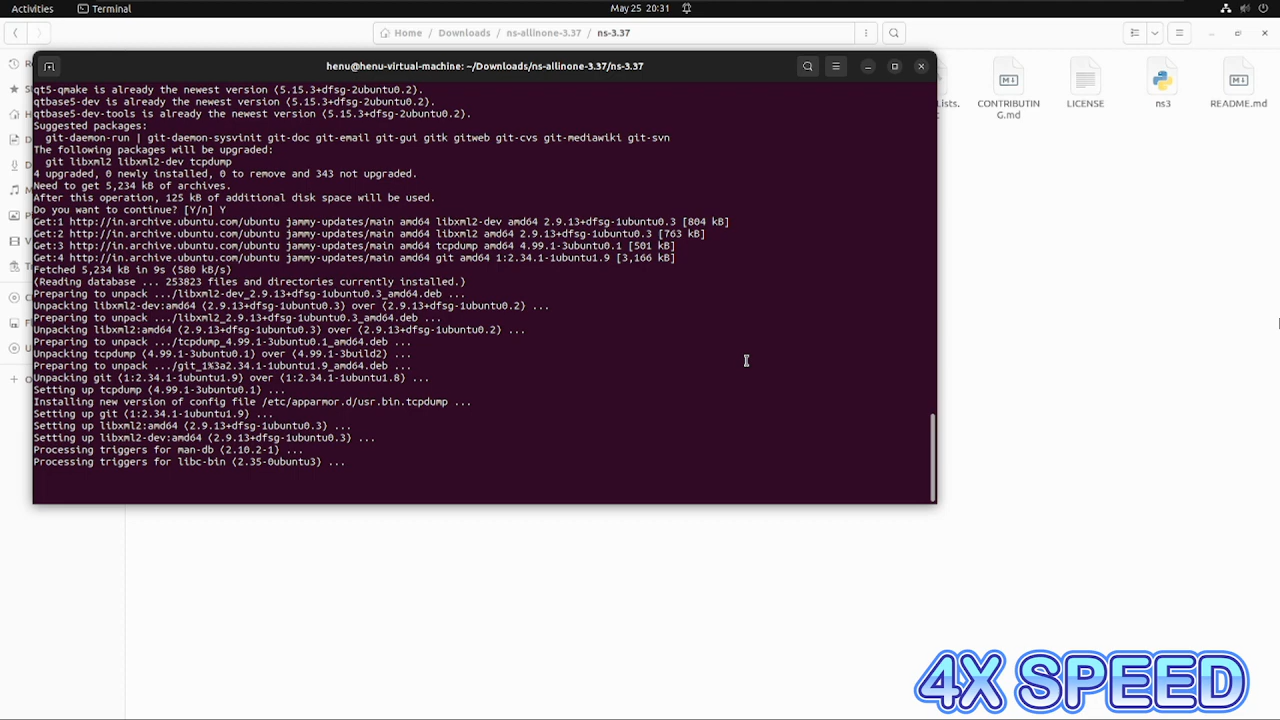 Activities
Terminal
May 25 20:31
Home
Downloads
ns-allinone-3.37
ns-3.37
henu@henu-virtual-machine: ~/Downloads/ns-allinone-3.37/ns-3.37
qt5-qmake is already the newest version (5.15.3+dfsg-2ubuntu0.2).
qtbase5-dev is already the newest version (5.15.3+dfsg-2ubuntu0.2).
qtbase5-dev-tools is already the newest version (5.15.3+dfsg-2ubuntu0.2).
Suggested packages:
git-daemon-run | git-daemon-sysvinit git-doc git-email git-gui gitk gitweb git-cvs git-mediawiki git-svn
The following packages will be upgraded:
git libxml2 libxml2-dev tcpdump
4 upgraded, 0 newly installed, 0 to remove and 343 not upgraded.
Need to get 5,234 kB of archives.
After this operation, 125 kB of additional disk space will be used.
Do you want to continue? [Y/n] Y
Get:1 http://in.archive.ubuntu.com/ubuntu jammy-updates/main amd64 libxml2-dev amd64 2.9.13+dfsg-1ubuntu0.3 [804 kB]
Get:2 http://in.archive.ubuntu.com/ubuntu jammy-updates/main amd64 libxml2 amd64 2.9.13+dfsg-1ubuntu0.3 [763 kB]
Get:3 http://in.archive.ubuntu.com/ubuntu jammy-updates/main amd64 tcpdump amd64 4.99.1-3ubuntu0.1 [501 kB]
Get:4 http://in.archive.ubuntu.com/ubuntu jammy-updates/main amd64 git amd64 1:2.34.1-1ubuntu1.9 [3,166 kB]
Fetched 5,234 kB in 9s (580 kB/s)
(Reading database ... 253823 files and directories currently installed.)
Preparing to unpack .../libxml2-dev_2.9.13+dfsg-1ubuntu0.3_amd64.deb ...
Unpacking libxml2-dev:amd64 (2.9.13+dfsg-1ubuntu0.3) over (2.9.13+dfsg-1ubuntu0.2) ...
Preparing to unpack .../libxml2_2.9.13+dfsg-1ubuntu0.3_amd64.deb ...
Unpacking libxml2:amd64 (2.9.13+dfsg-1ubuntu0.3) over (2.9.13+dfsg-1ubuntu0.2) ...
Preparing to unpack .../tcpdump_4.99.1-3ubuntu0.1_amd64.deb ...
Unpacking tcpdump (4.99.1-3ubuntu0.1) over (4.99.1-3build2) ...
Preparing to unpack .../git_1%3a2.34.1-1ubuntu1.9_amd64.deb ...
Unpacking git (1:2.34.1-1ubuntu1.9) over (1:2.34.1-1ubuntu1.8) ...
Setting up tcpdump (4.99.1-3ubuntu0.1) ...
Installing new version of config file /etc/apparmor.d/usr.bin.tcpdump ...
Setting up git (1:2.34.1-1ubuntu1.9) ...
Setting up libxml2:amd64 (2.9.13+dfsg-1ubuntu0.3) ...
Setting up libxml2-dev:amd64 (2.9.13+dfsg-1ubuntu0.3) ...
Processing triggers for man-db (2.10.2-1) ...
Processing triggers for libc-bin (2.35-0ubuntu3) ...
Lists.
CONTRIBUTIN
G.md
LICENSE
ns3
README.md
4X SPEED